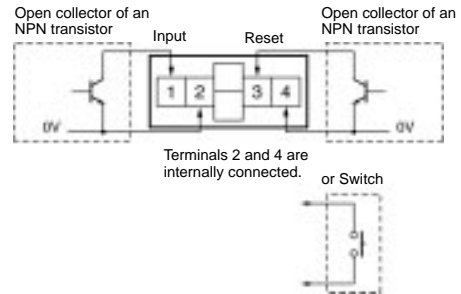 Open collector of an
NPN transistor
Open collector of an
NPN transistor
Input
Reset
1 2 3 4
0V
0V
Terminals 2 and 4 are
internally connected.
or Switch